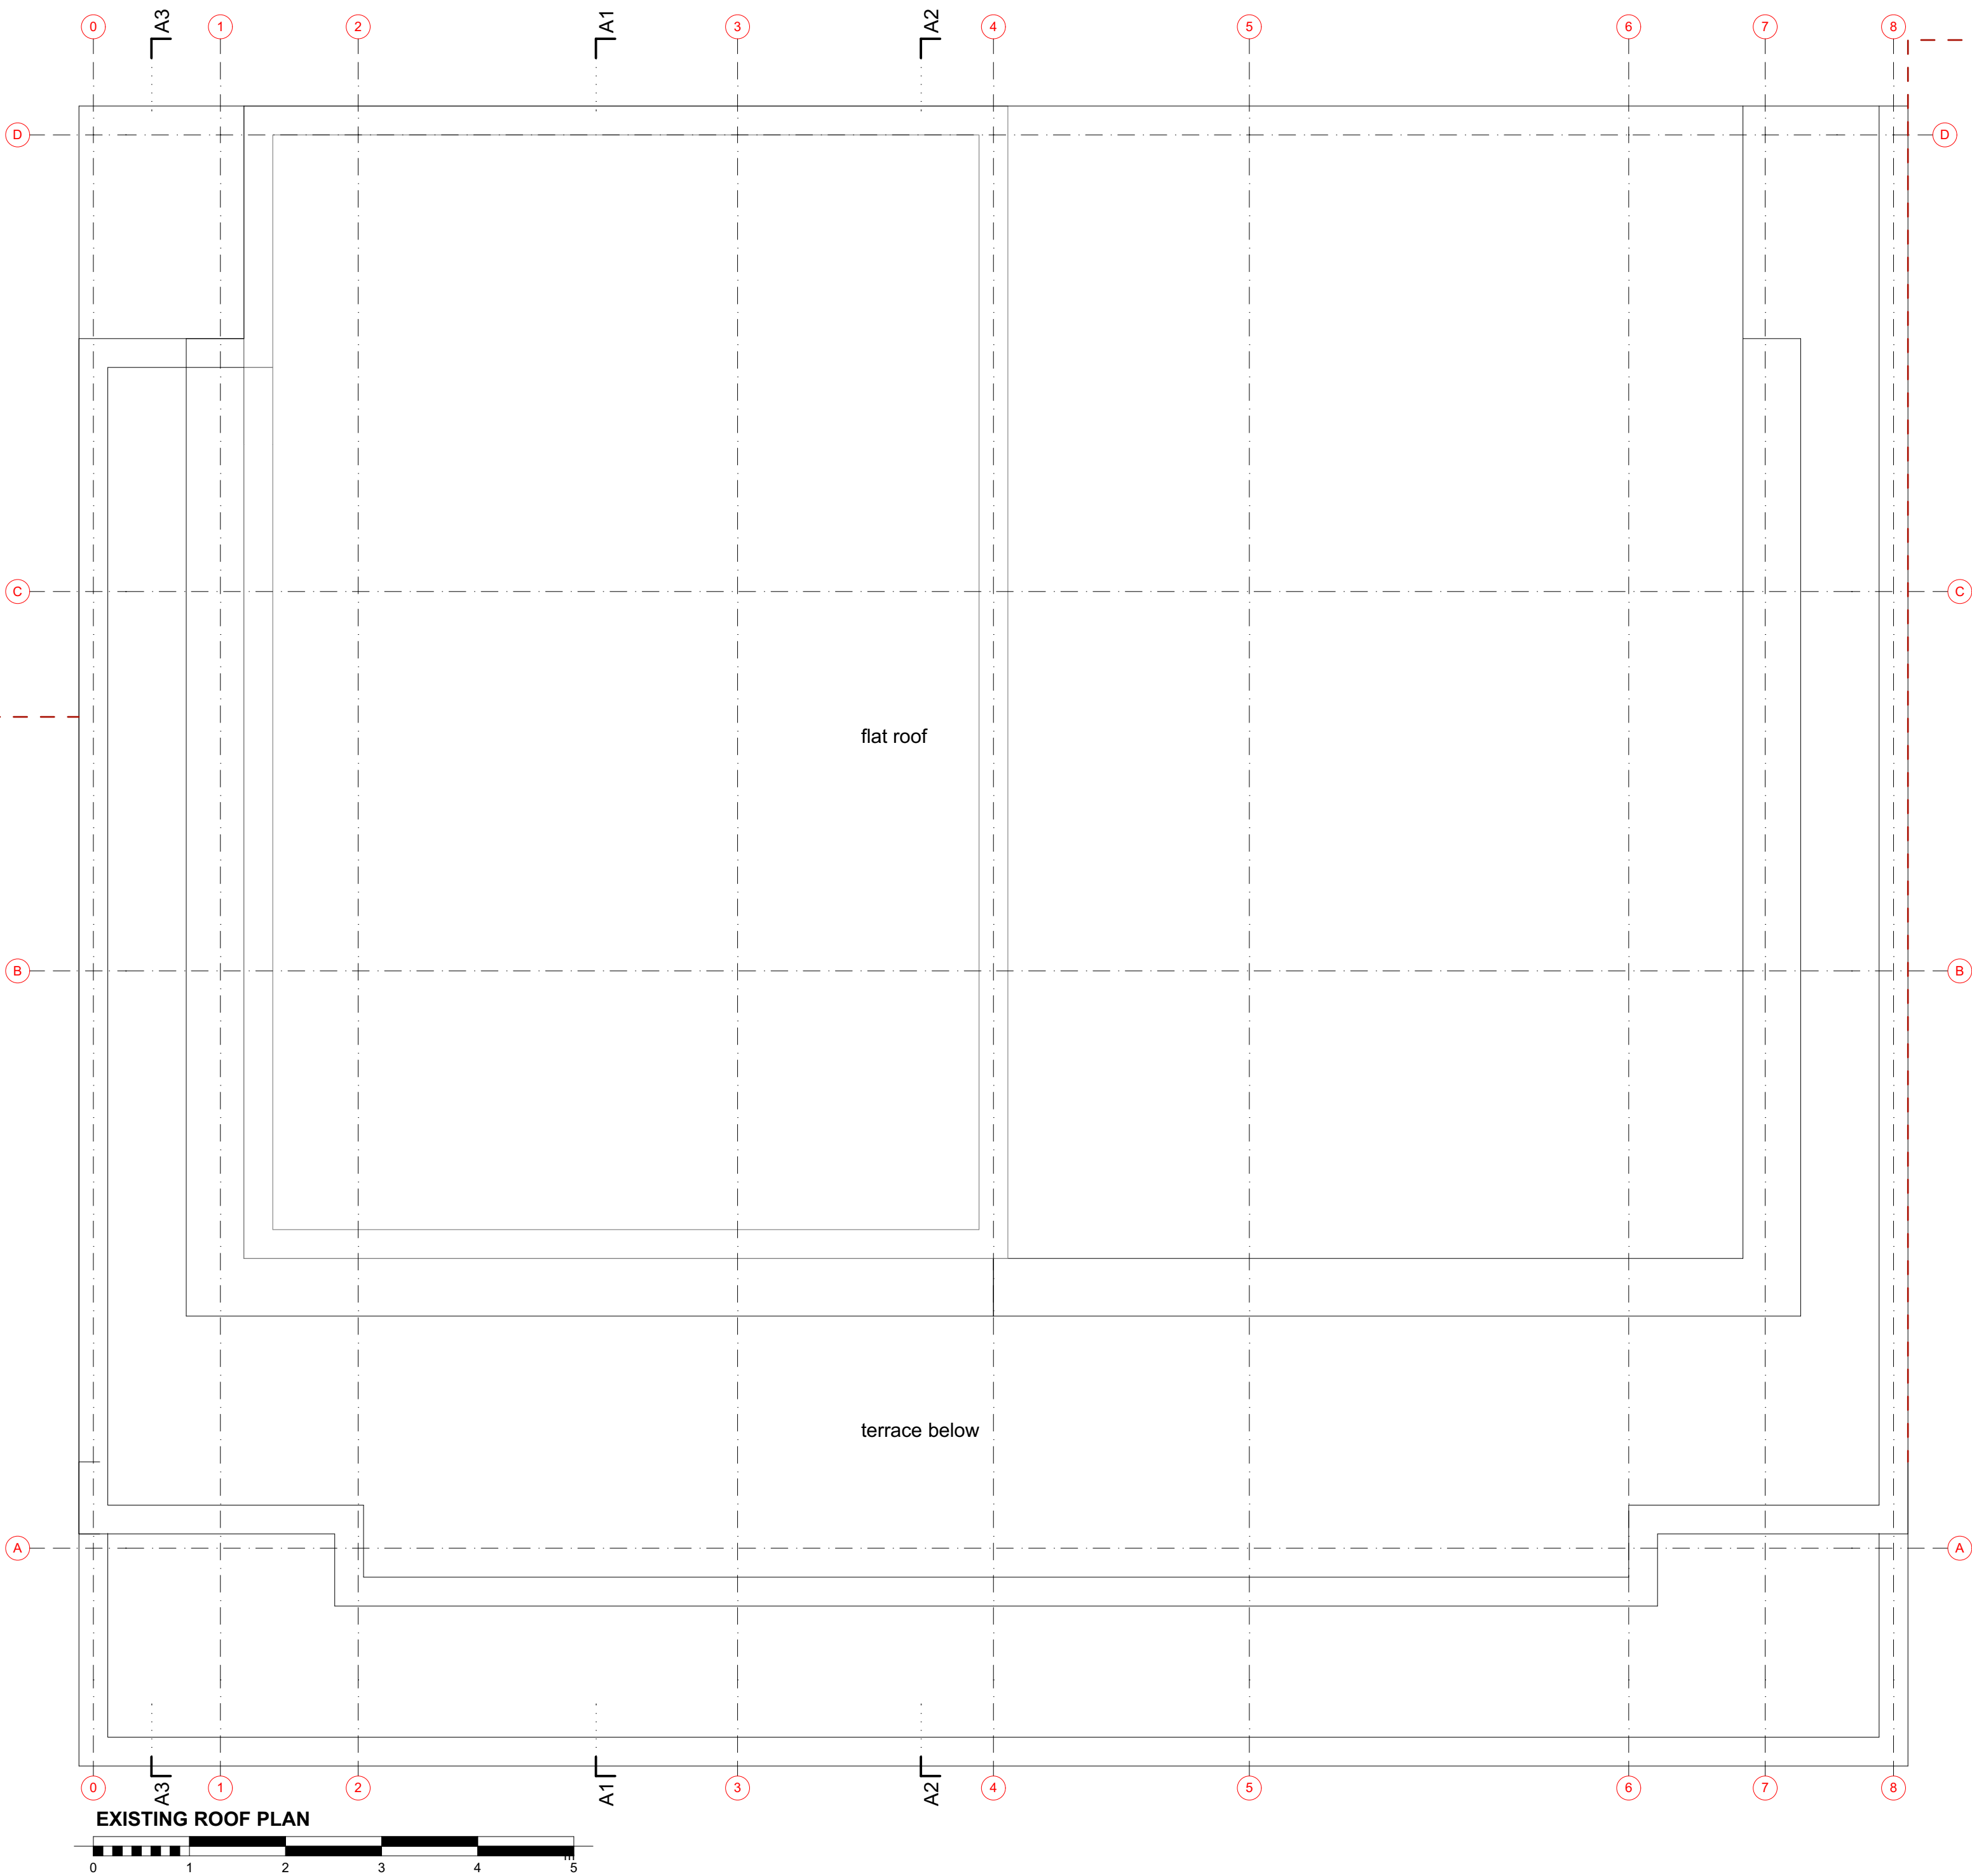 0 1 2 3 4 5 6 7 8
A3 A1 A2
D D
C C
flat roof
B B
terrace below
A A
A3 A1 A2
0 1 2 3 4 5 6 7 8
EXISTING ROOF PLAN
0 1 2 3 4 5
m